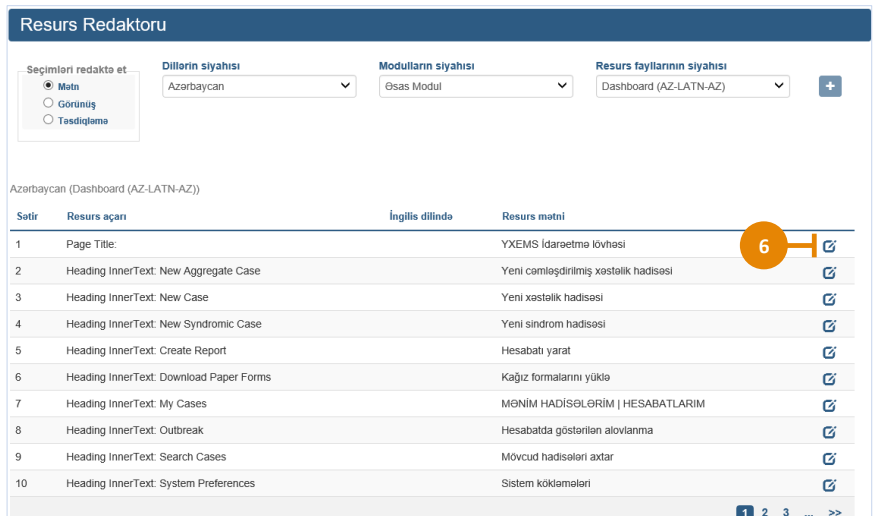 Resurs Redaktoru
Seçimləri redaktə et
Mətn
Görünüş
Təsdiqləmə
Dillərin siyahısı
Azərbaycan
Modulların siyahısı
Əsas Modul
Resurs fayllarının siyahısı
Dashboard (AZ-LATN-AZ)
+
Azərbaycan (Dashboard (AZ-LATN-AZ))
Sətir Resurs açarı İngilis dilində Resurs mətni
1 Page Title: YXEMS İdarəetmə lövhəsi 6
2 Heading InnerText: New Aggregate Case Yeni cəmləşdirilmiş xəstəlik hadisəsi
3 Heading InnerText: New Case Yeni xəstəlik hadisəsi
4 Heading InnerText: New Syndromic Case Yeni sindrom hadisəsi
5 Heading InnerText: Create Report Hesabatı yarat
6 Heading InnerText: Download Paper Forms Kağız formalarını yüklə
7 Heading InnerText: My Cases MƏNİM HADİSƏLƏRİM | HESABATLARIM
8 Heading InnerText: Outbreak Hesabatda göstərilən alovlanma
9 Heading InnerText: Search Cases Mövcud hadisələri axtar
10 Heading InnerText: System Preferences Sistem kökləmələri
1 2 3 ... >>